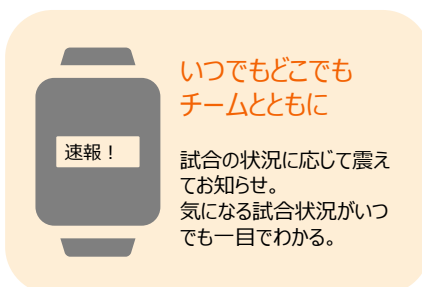 いつでもどこでも
チームとともに
速報！
試合の状況に応じて震え
てお知らせ。
気になる試合状況がいつ
でも一目でわかる。